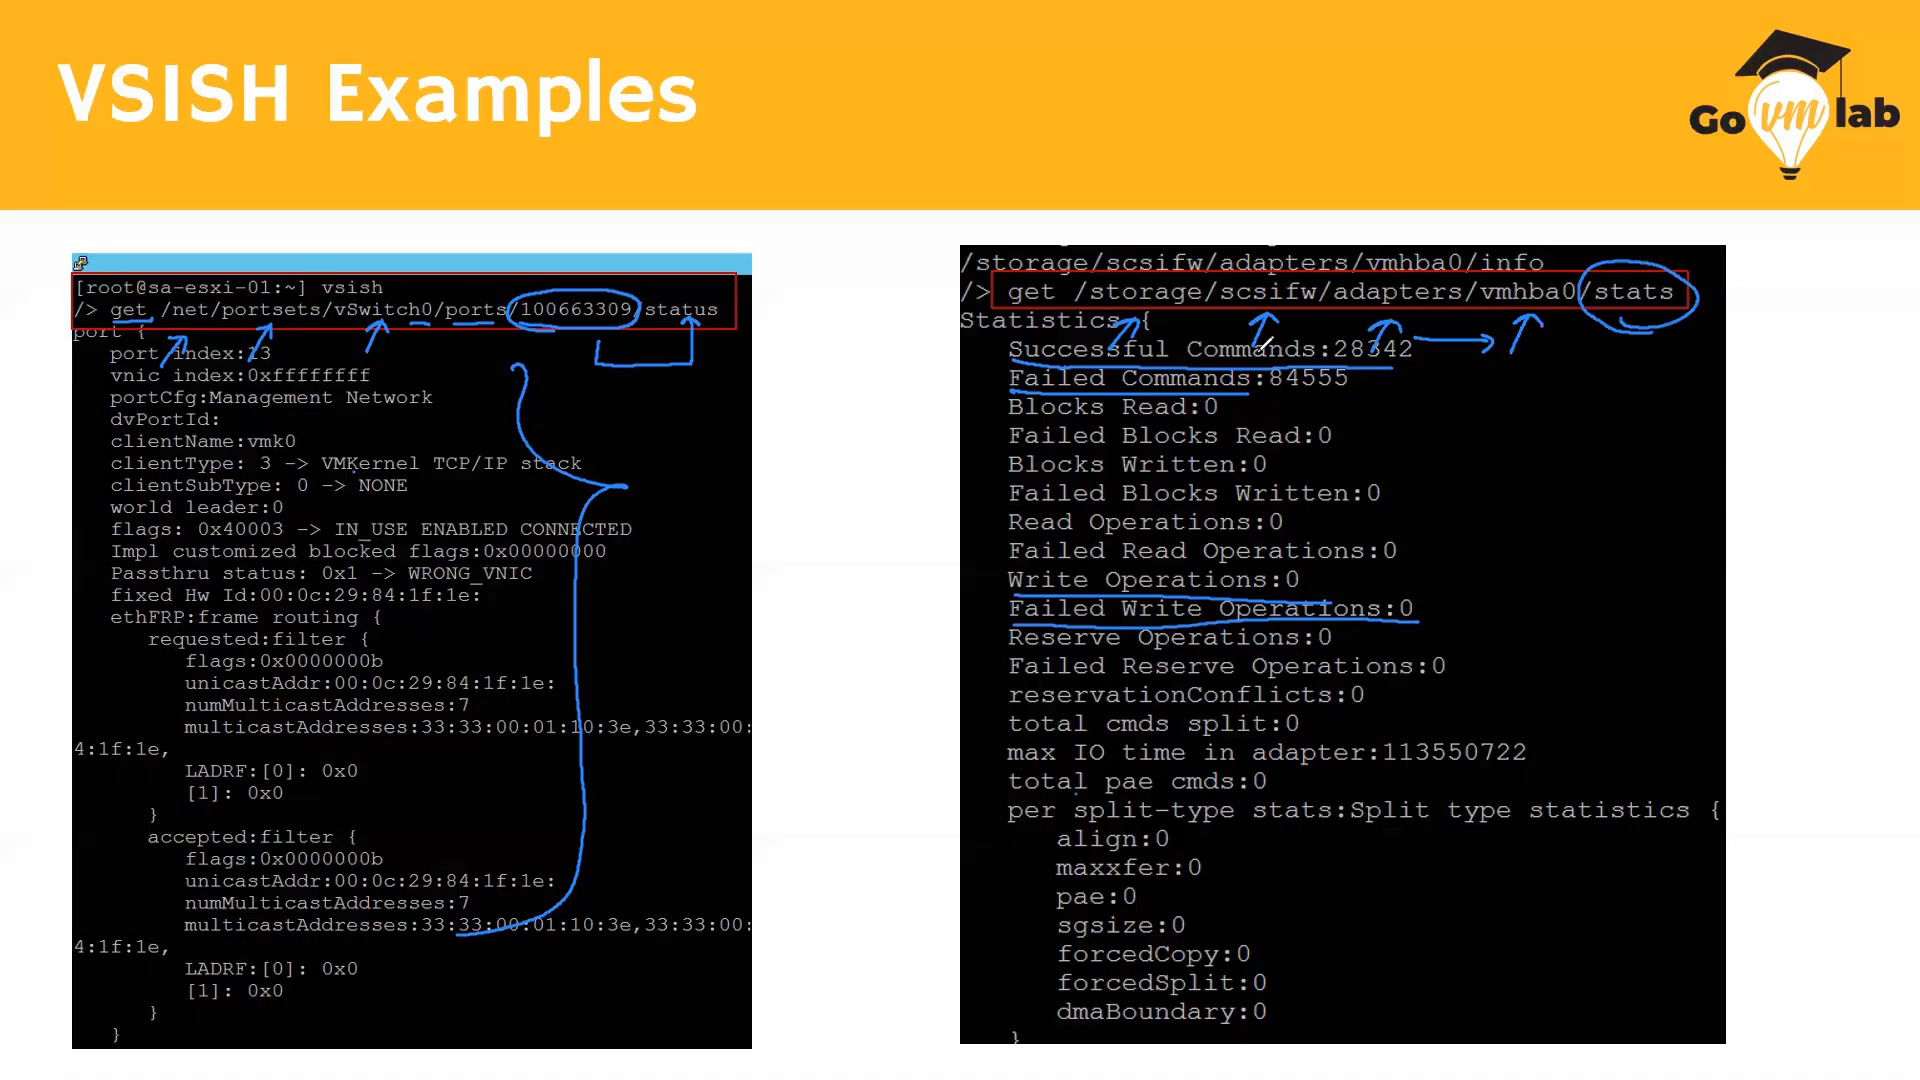 VSISH Examples
Go vm lab
[root@sa-esxi-01:~] vsish
/> get /net/portsets/vSwitch0/ports/100663309/status
port {
port index:13
vnic index:0xffffffff
portCfg:Management Network
dvPortId:
clientName:vmk0
clientType: 3 -> VMKernel TCP/IP stack
clientSubType: 0 -> NONE
world leader:0
flags: 0x40003 -> IN_USE ENABLED CONNECTED
Impl customized blocked flags:0x00000000
Passthru status: 0x1 -> WRONG_VNIC
fixed Hw Id:00:0c:29:84:1f:1e:
ethFRP:frame routing {
requested:filter {
flags:0x0000000b
unicastAddr:00:0c:29:84:1f:1e:
numMulticastAddresses:7
multicastAddresses:33:33:00:01:10:3e,33:33:00:
4:1f:1e,
LADRF:[0]: 0x0
[1]: 0x0
}
accepted:filter {
flags:0x0000000b
unicastAddr:00:0c:29:84:1f:1e:
numMulticastAddresses:7
multicastAddresses:33:33:00:01:10:3e,33:33:00:
4:1f:1e,
LADRF:[0]: 0x0
[1]: 0x0
}
}
/storage/scsifw/adapters/vmhba0/info
/> get /storage/scsifw/adapters/vmhba0/stats
Statistics {
Successful Commands:28342
Failed Commands:84555
Blocks Read:0
Failed Blocks Read:0
Blocks Written:0
Failed Blocks Written:0
Read Operations:0
Failed Read Operations:0
Write Operations:0
Failed Write Operations:0
Reserve Operations:0
Failed Reserve Operations:0
reservationConflicts:0
total cmds split:0
max IO time in adapter:113550722
total pae cmds:0
per split-type stats:Split type statistics {
align:0
maxxfer:0
pae:0
sgsize:0
forcedCopy:0
forcedSplit:0
dmaBoundary:0
}